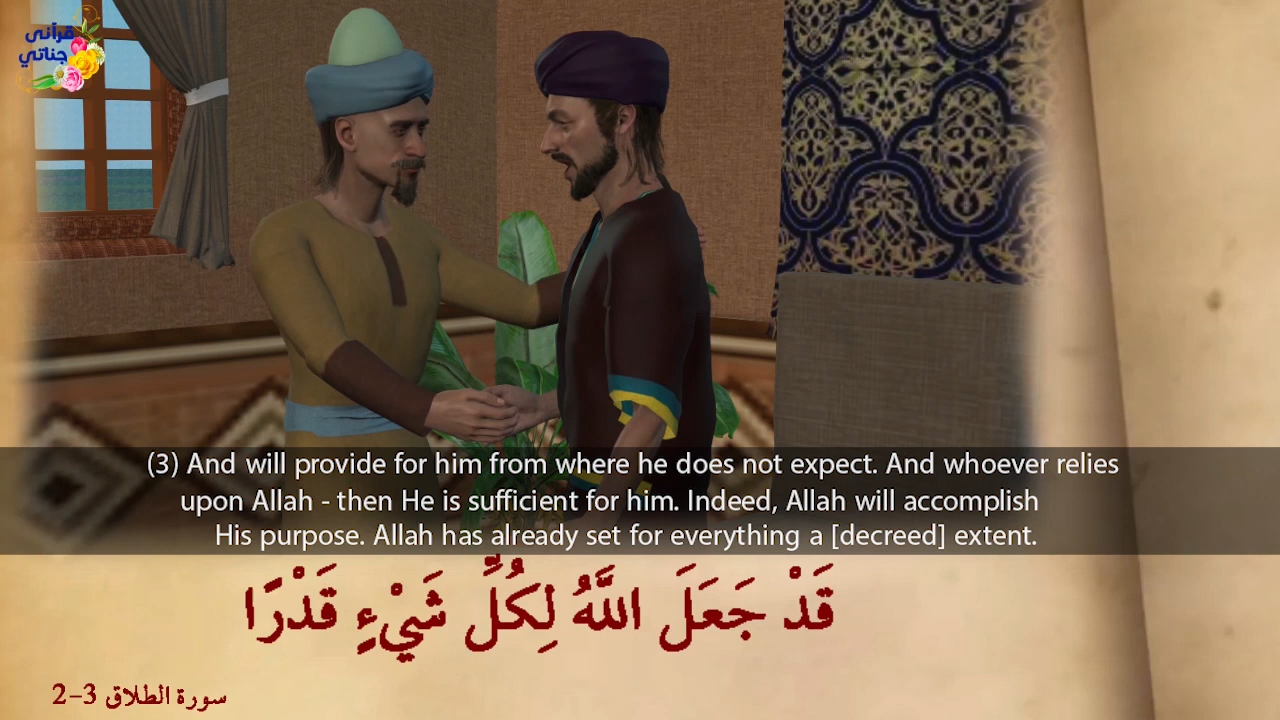 قرآنى
جناتي
(3) And will provide for him from where he does not expect. And whoever relies
upon Allah - then He is sufficient for him. Indeed, Allah will accomplish
His purpose. Allah has already set for everything a [decreed] extent.
قَدْ جَعَلَ اللَّهُ لِكُلِّ شَيْءٍ قَدْرًا
سورة الطلاق 3-2